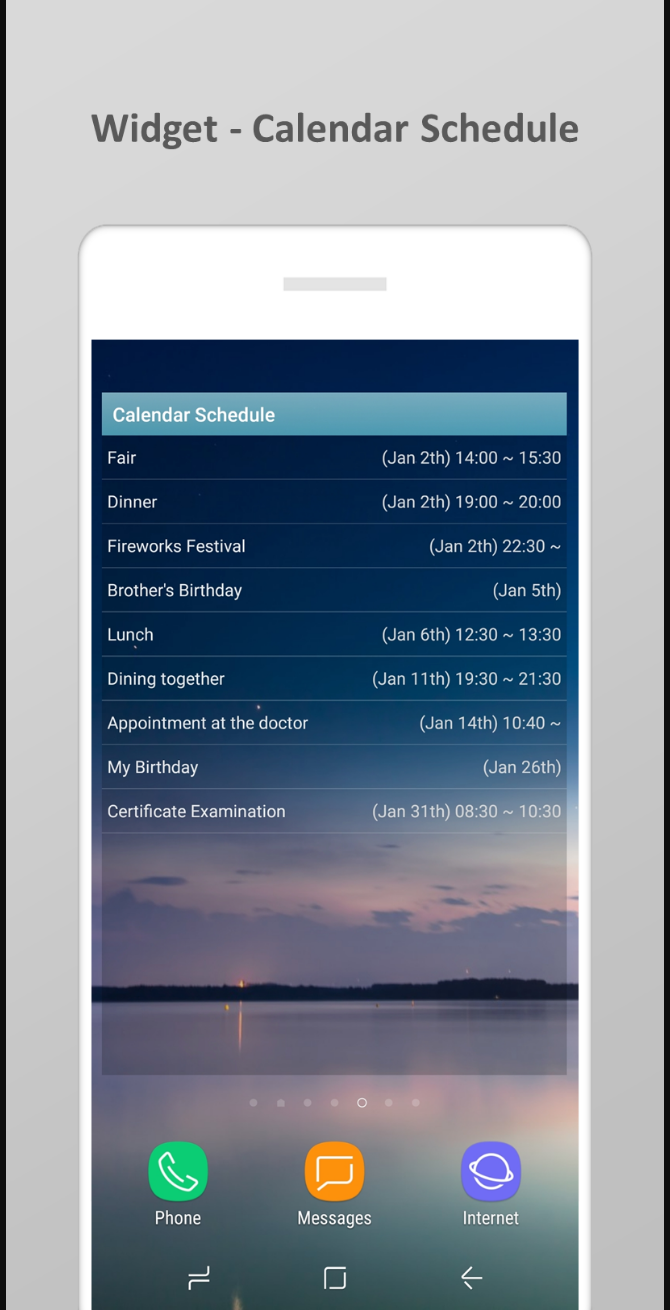 Widget - Calendar Schedule
Calendar Schedule
Fair (Jan 2th) 14:00 ~ 15:30
Dinner (Jan 2th) 19:00 ~ 20:00
Fireworks Festival (Jan 2th) 22:30 ~
Brother's Birthday (Jan 5th)
Lunch (Jan 6th) 12:30 ~ 13:30
Dining together (Jan 11th) 19:30 ~ 21:30
Appointment at the doctor (Jan 14th) 10:40 ~
My Birthday (Jan 26th)
Certificate Examination (Jan 31th) 08:30 ~ 10:30
Phone Messages Internet